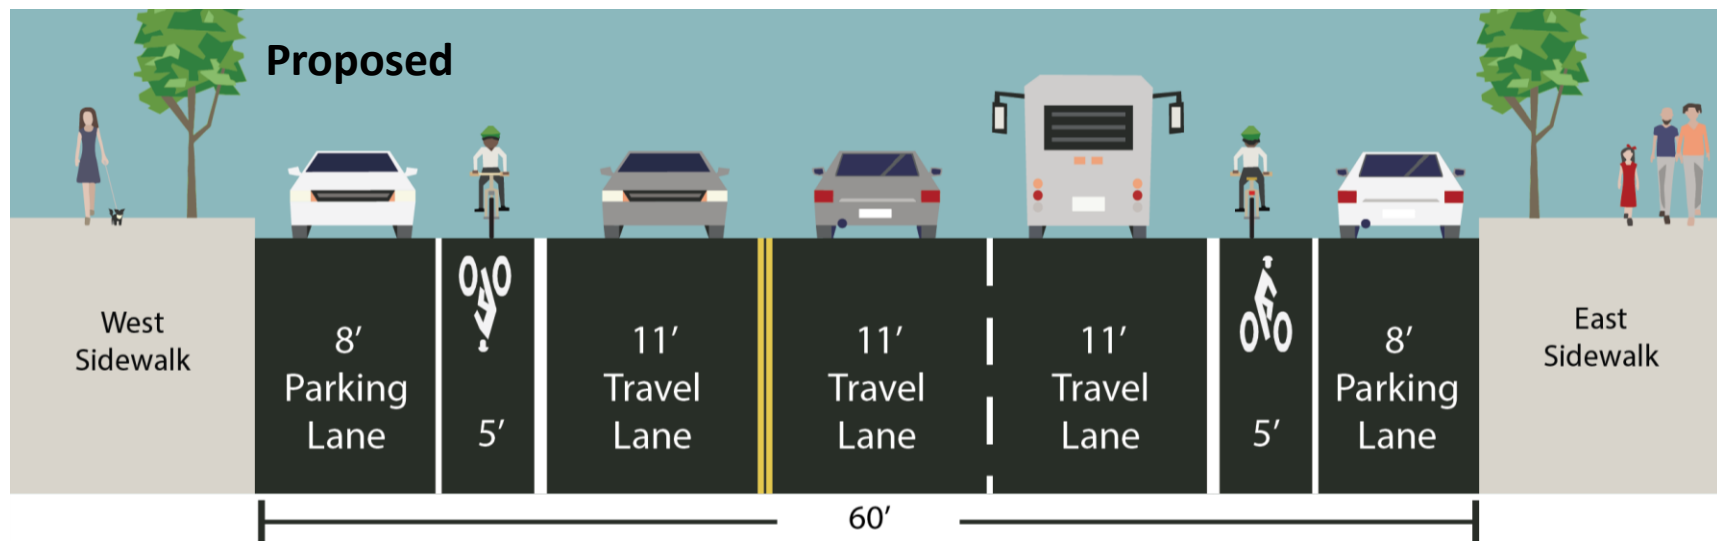 Proposed
West
Sidewalk
8’
Parking
Lane
5’
11’
Travel
Lane
11’
Travel
Lane
11’
Travel
Lane
5’
8’
Parking
Lane
East
Sidewalk
60’